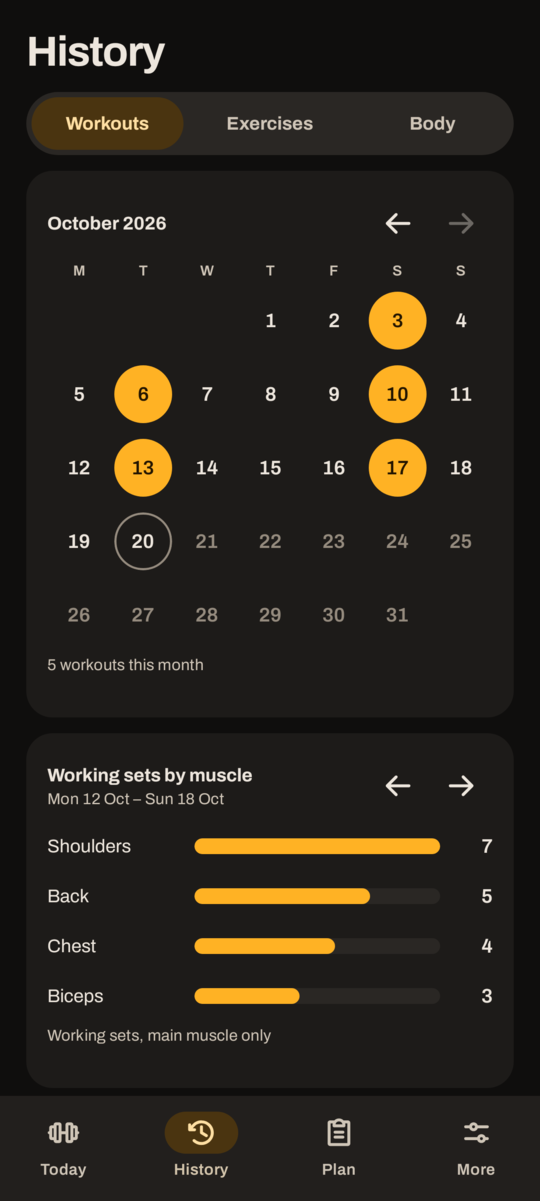 History
Workouts Exercises Body
October 2026
M T W T F S S
1 2 3 4
5 6 7 8 9 10 11
12 13 14 15 16 17 18
19 20 21 22 23 24 25
26 27 28 29 30 31
5 workouts this month
Working sets by muscle
Mon 12 Oct – Sun 18 Oct
Shoulders 7
Back 5
Chest 4
Biceps 3
Working sets, main muscle only
Today History Plan More